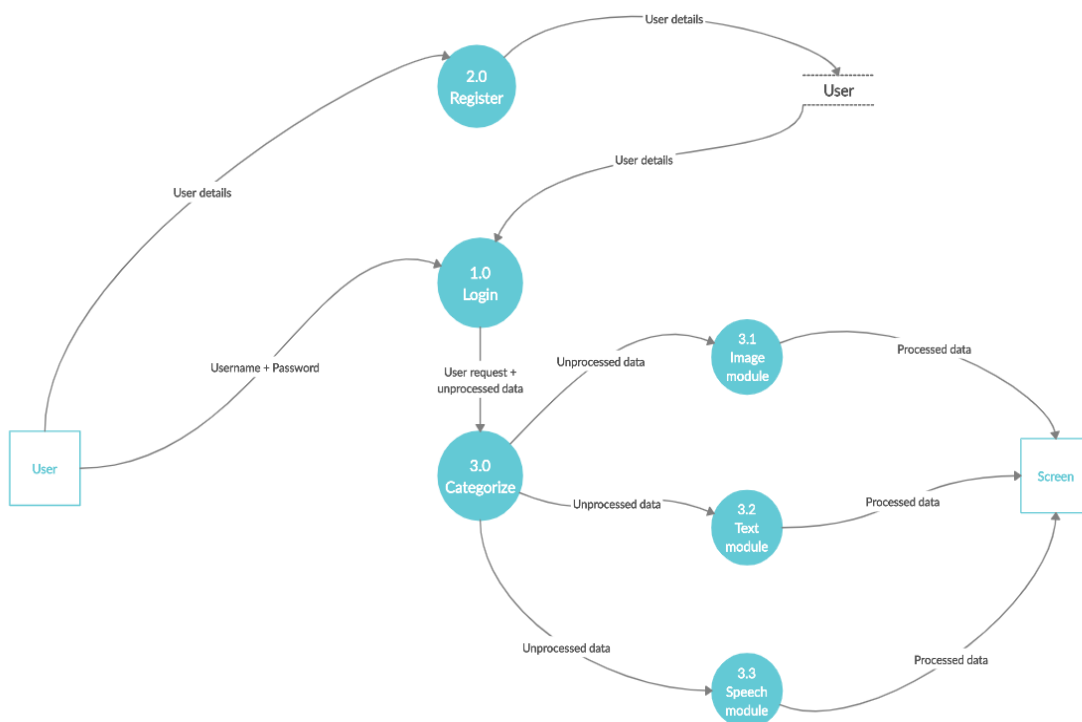 User details
2.0
Register
User
User details
User details
1.0
Login
Username + Password
User request +
unprocessed data
Unprocessed data
3.1
Image
module
Processed data
User
3.0
Categorize
Unprocessed data
3.2
Text
module
Processed data
Screen
Unprocessed data
3.3
Speech
module
Processed data